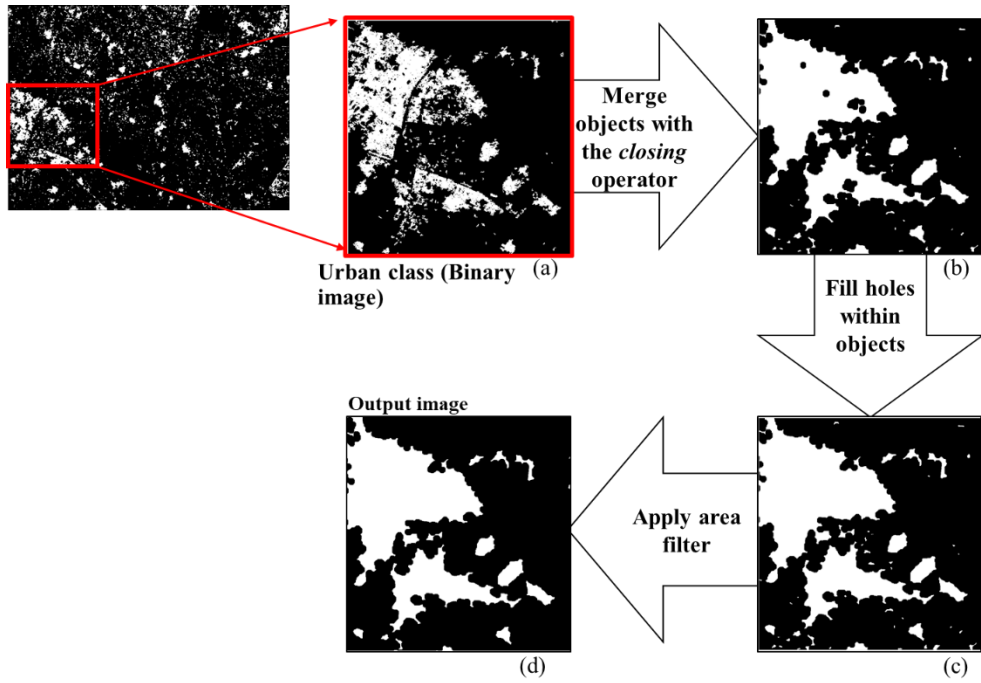 Merge
objects with
the closing
operator
Urban class (Binary
image)
(a)
(b)
Fill holes
within
objects
Output image
Apply area
filter
(d)
(c)